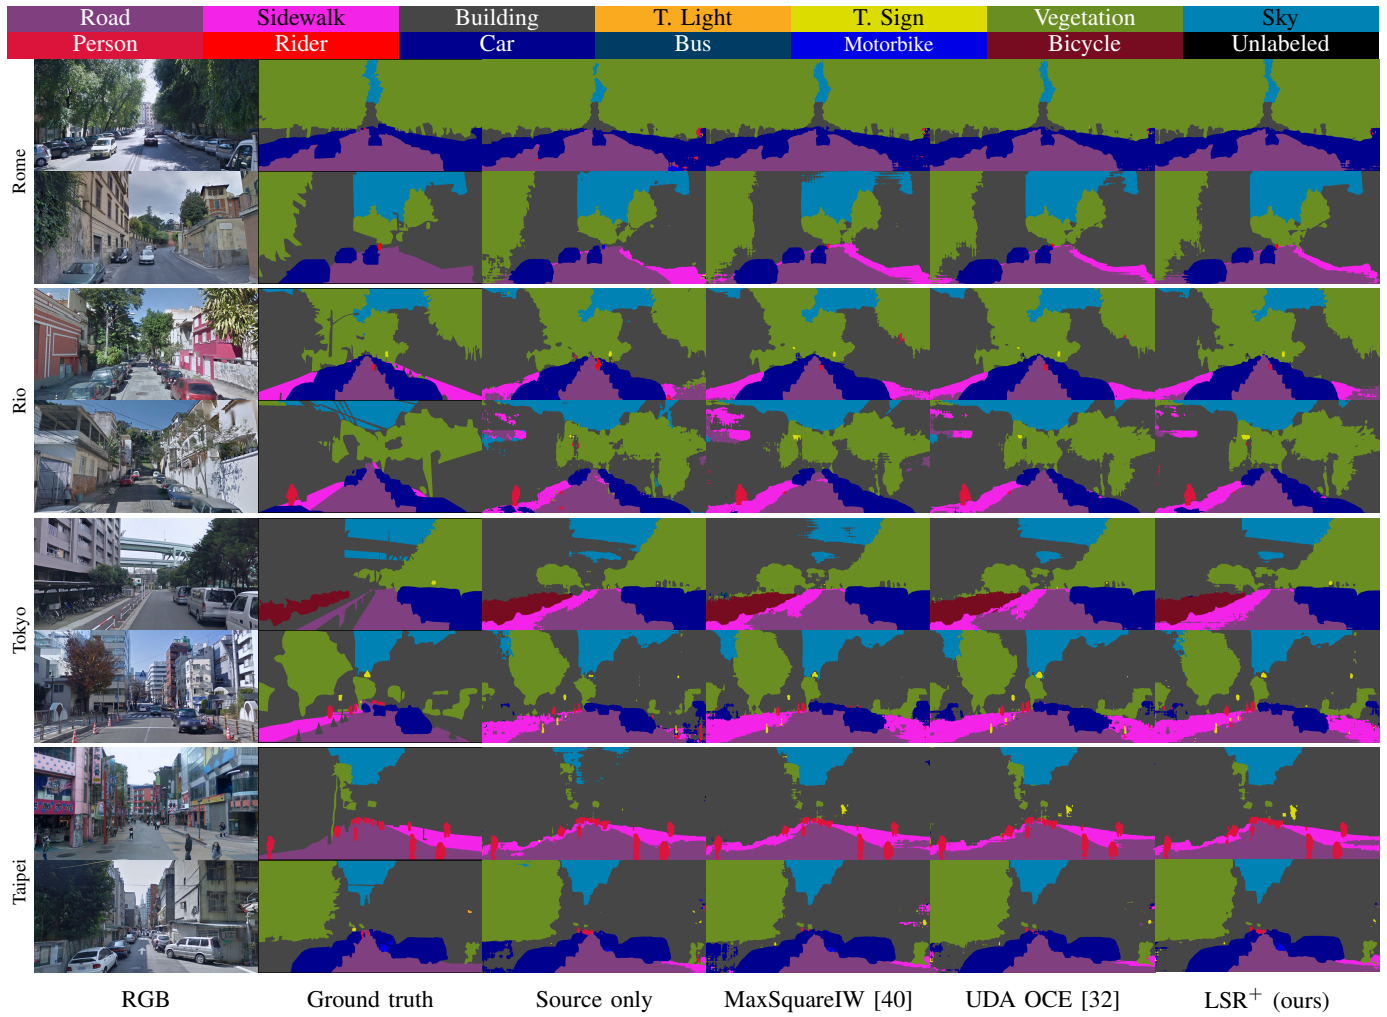 Road Sidewalk Building T. Light T. Sign Vegetation Sky
Person Rider Car Bus Motorbike Bicycle Unlabeled
Rome
Rio
Tokyo
Taipei
RGB Ground truth Source only MaxSquareIW [40] UDA OCE [32] LSR+ (ours)